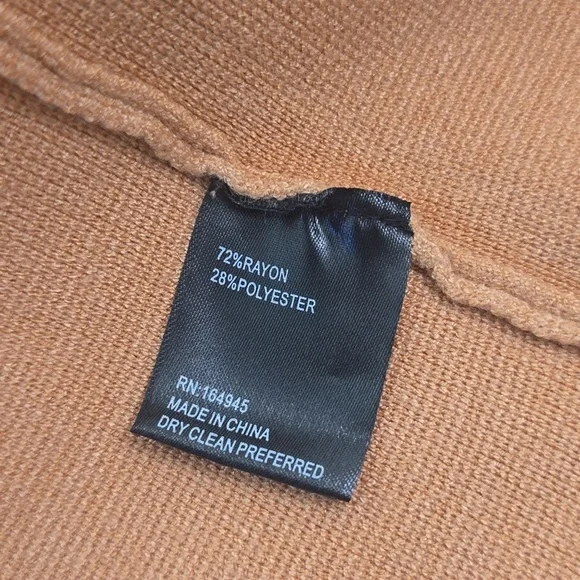 72%RAYON
28%POLYESTER
RN:164945
MADE IN CHINA
DRY CLEAN PREFERRED